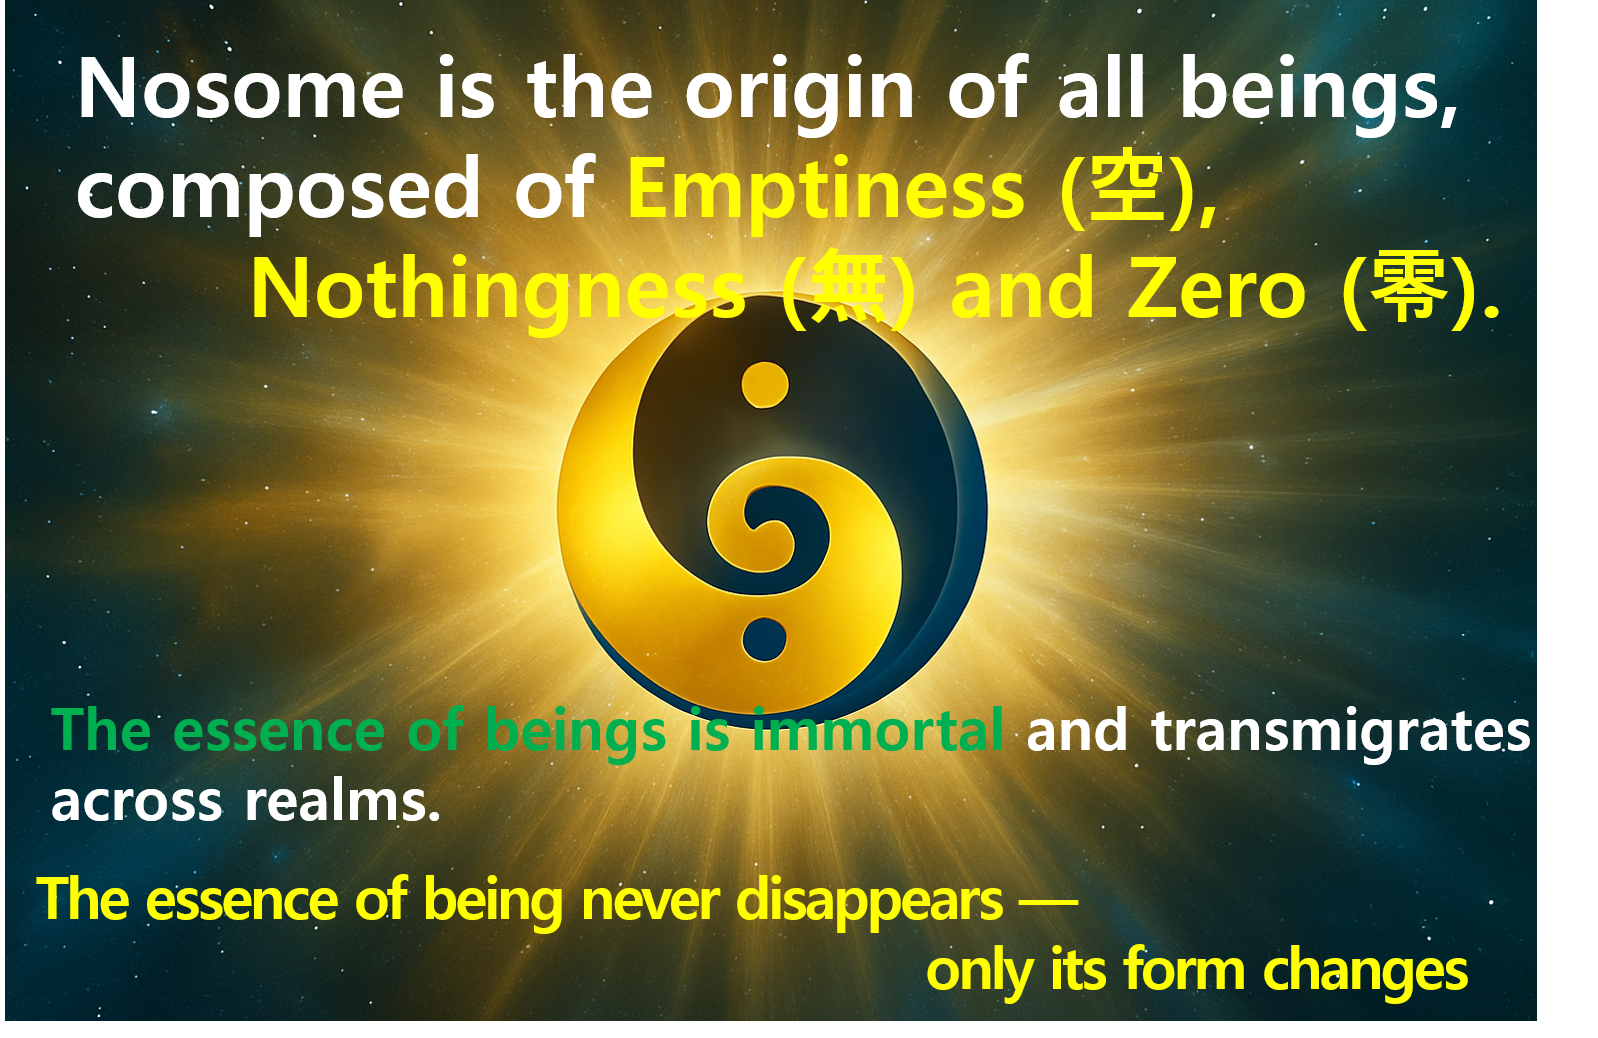 Nosome is the origin of all beings,
composed of Emptiness (空),
Nothingness (無) and Zero (零).
The essence of beings is immortal and transmigrates
across realms.
The essence of being never disappears —
only its form changes